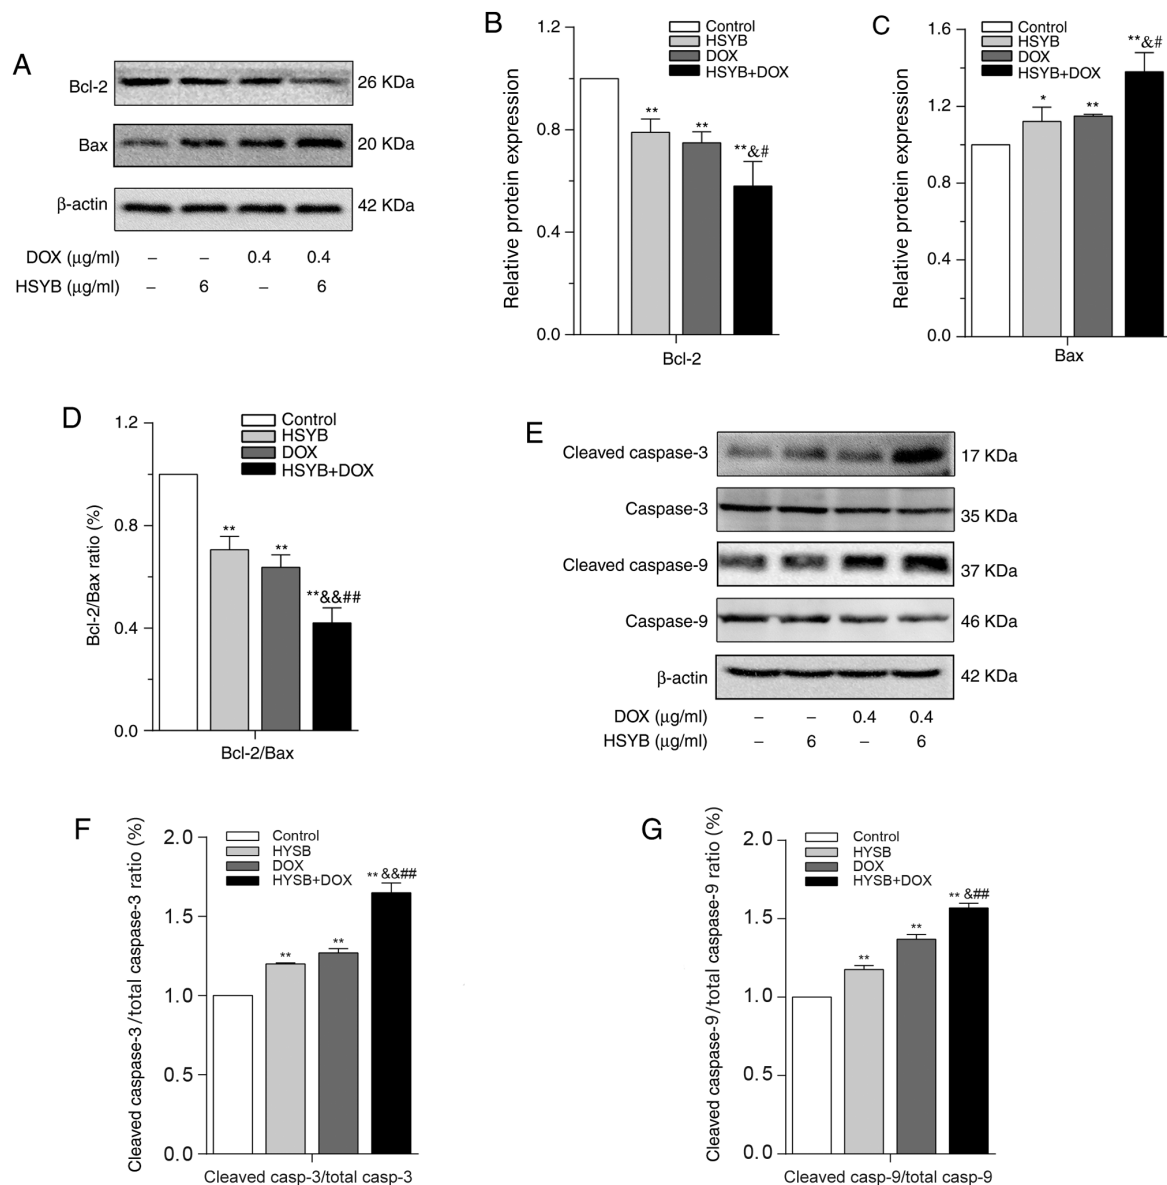 A
Bcl-2
26 KDa
Bax
20 KDa
β-actin
42 KDa
DOX (μg/ml) – – 0.4 0.4
HSYB (μg/ml) – 6 – 6
B
Control
HSYB
DOX
HSYB+DOX
Relative protein expression
1.2
0.8
0.4
0.0
**
**
**&#
Bcl-2
C
Control
HSYB
DOX
HSYB+DOX
Relative protein expression
1.6
1.2
0.8
0.4
0.0
*
**
**&#
Bax
D
Control
HSYB
DOX
HSYB+DOX
Bcl-2/Bax ratio (%)
1.2
0.8
0.4
0.0
**
**
**&&##
Bcl-2/Bax
E
Cleaved caspase-3
17 KDa
Caspase-3
35 KDa
Cleaved caspase-9
37 KDa
Caspase-9
46 KDa
β-actin
42 KDa
DOX (μg/ml) – – 0.4 0.4
HSYB (μg/ml) – 6 – 6
F
Control
HYSB
DOX
HYSB+DOX
Cleaved caspase-3/total caspase-3 ratio (%)
2.0
1.5
1.0
0.5
0.0
**
**
** &&##
Cleaved casp-3/total casp-3
G
Control
HYSB
DOX
HYSB+DOX
Cleaved caspase-9/total caspase-9 ratio (%)
2.0
1.5
1.0
0.5
0.0
**
**
** &##
Cleaved casp-9/total casp-9